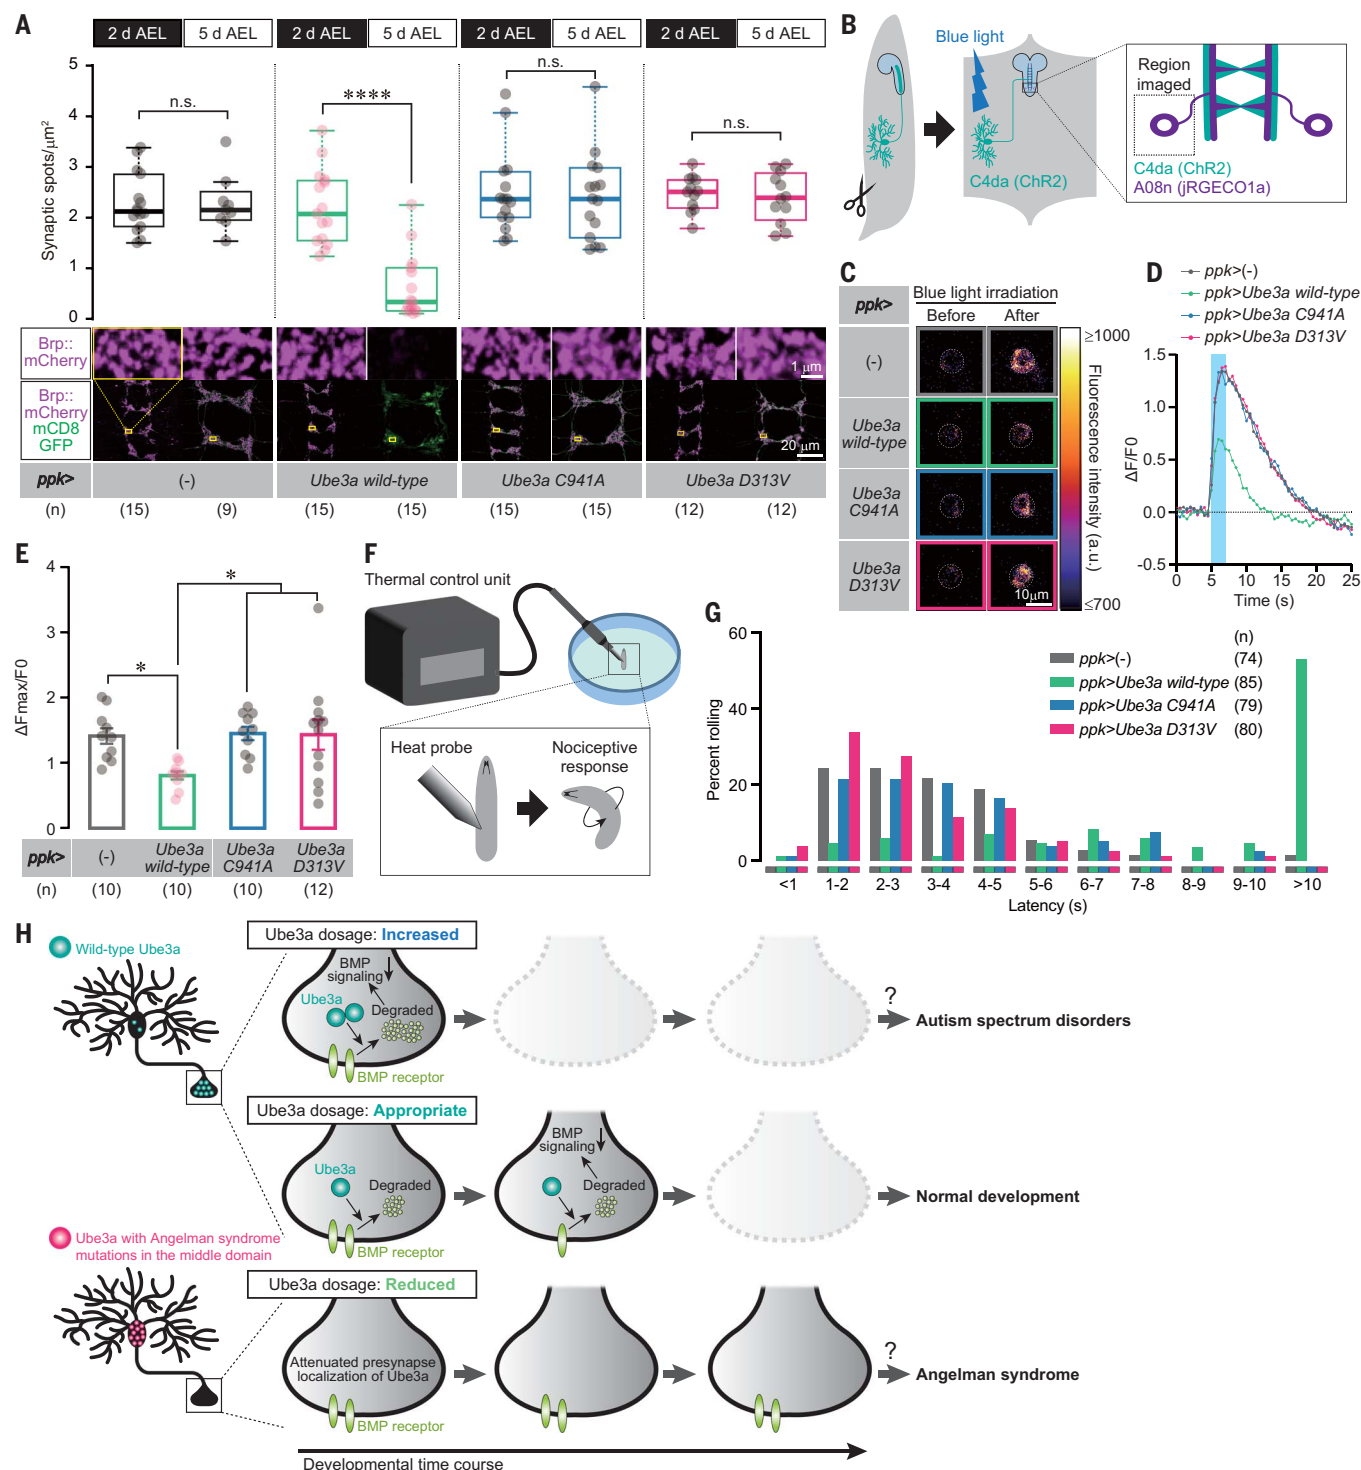 A
2 d AEL
5 d AEL
2 d AEL
5 d AEL
2 d AEL
5 d AEL
2 d AEL
5 d AEL
Synaptic spots/μm²
5
4
3
2
1
0
n.s.
****
n.s.
n.s.
Brp::
mCherry
1 μm
Brp::
mCherry
mCD8
GFP
20 μm
ppk>
(-)
Ube3a wild-type
Ube3a C941A
Ube3a D313V
(n)
(15)
(9)
(15)
(15)
(15)
(15)
(12)
(12)
B
Blue light
C4da (ChR2)
Region
imaged
C4da (ChR2)
A08n (jRGECO1a)
C
ppk>
Blue light irradiation
Before
After
(-)
Ube3a
wild-type
Ube3a
C941A
Ube3a
D313V
10μm
≥1000
Fluorescence intensity (a.u.)
≤700
D
ppk>(-)
ppk>Ube3a wild-type
ppk>Ube3a C941A
ppk>Ube3a D313V
ΔF/F0
1.5
1.0
0.5
0.0
-0.5
0
5
10
15
20
25
Time (s)
E
ΔFmax/F0
4
3
2
1
0
*
*
ppk>
(-)
Ube3a
wild-type
Ube3a
C941A
Ube3a
D313V
(n)
(10)
(10)
(10)
(12)
F
Thermal control unit
Heat probe
Nociceptive
response
G
Percent rolling
60
40
20
0
(n)
ppk>(-) (74)
ppk>Ube3a wild-type (85)
ppk>Ube3a C941A (79)
ppk>Ube3a D313V (80)
<1
1-2
2-3
3-4
4-5
5-6
6-7
7-8
8-9
9-10
>10
Latency (s)
H
Wild-type Ube3a
Ube3a dosage: Increased
BMP
signaling
Ube3a
Degraded
BMP receptor
?
Autism spectrum disorders
Ube3a dosage: Appropriate
Ube3a
Degraded
BMP receptor
BMP
signaling
Degraded
Normal development
Ube3a with Angelman syndrome
mutations in the middle domain
Ube3a dosage: Reduced
Attenuated presynapse
localization of Ube3a
BMP receptor
?
Angelman syndrome
Developmental time course